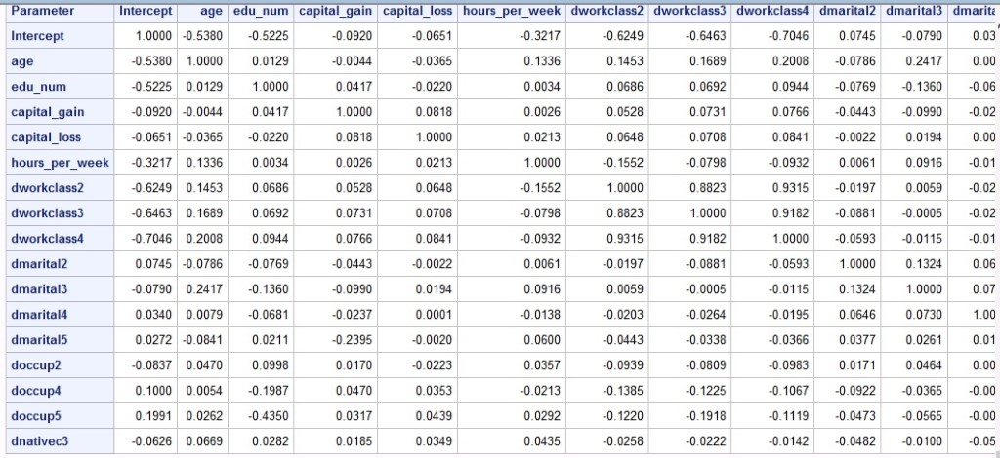 Parameter Intercept age edu_num capital_gain capital_loss hours_per_week dworkclass2 dworkclass3 dworkclass4 dmarital2 dmarital3 dmarita
Intercept 1.0000 -0.5380 -0.5225 -0.0920 -0.0651 -0.3217 -0.6249 -0.6463 -0.7046 0.0745 -0.0790 0.03
age -0.5380 1.0000 0.0129 -0.0044 -0.0365 0.1336 0.1453 0.1689 0.2008 -0.0786 0.2417 0.00
edu_num -0.5225 0.0129 1.0000 0.0417 -0.0220 0.0034 0.0686 0.0692 0.0944 -0.0769 -0.1360 -0.06
capital_gain -0.0920 -0.0044 0.0417 1.0000 0.0818 0.0026 0.0528 0.0731 0.0766 -0.0443 -0.0990 -0.02
capital_loss -0.0651 -0.0365 -0.0220 0.0818 1.0000 0.0213 0.0648 0.0708 0.0841 -0.0022 0.0194 0.00
hours_per_week -0.3217 0.1336 0.0034 0.0026 0.0213 1.0000 -0.1552 -0.0798 -0.0932 0.0061 0.0916 -0.01
dworkclass2 -0.6249 0.1453 0.0686 0.0528 0.0648 -0.1552 1.0000 0.8823 0.9315 -0.0197 0.0059 -0.02
dworkclass3 -0.6463 0.1689 0.0692 0.0731 0.0708 -0.0798 0.8823 1.0000 0.9182 -0.0881 -0.0005 -0.02
dworkclass4 -0.7046 0.2008 0.0944 0.0766 0.0841 -0.0932 0.9315 0.9182 1.0000 -0.0593 -0.0115 -0.01
dmarital2 0.0745 -0.0786 -0.0769 -0.0443 -0.0022 0.0061 -0.0197 -0.0881 -0.0593 1.0000 0.1324 0.06
dmarital3 -0.0790 0.2417 -0.1360 -0.0990 0.0194 0.0916 0.0059 -0.0005 -0.0115 0.1324 1.0000 0.07
dmarital4 0.0340 0.0079 -0.0681 -0.0237 0.0001 -0.0138 -0.0203 -0.0264 -0.0195 0.0646 0.0730 1.00
dmarital5 0.0272 -0.0841 0.0211 -0.2395 -0.0020 0.0600 -0.0443 -0.0338 -0.0366 0.0377 0.0261 0.01
doccup2 -0.0837 0.0470 0.0998 0.0170 -0.0223 0.0357 -0.0939 -0.0809 -0.0983 0.0171 0.0464 0.00
doccup4 0.1000 0.0054 -0.1987 0.0470 0.0353 -0.0213 -0.1385 -0.1225 -0.1067 -0.0922 -0.0365 -0.00
doccup5 0.1991 0.0262 -0.4350 0.0317 0.0439 0.0292 -0.1220 -0.1918 -0.1119 -0.0473 -0.0565 -0.00
dnativec3 -0.0626 0.0669 0.0282 0.0185 0.0349 0.0435 -0.0258 -0.0222 -0.0142 -0.0482 -0.0100 -0.05